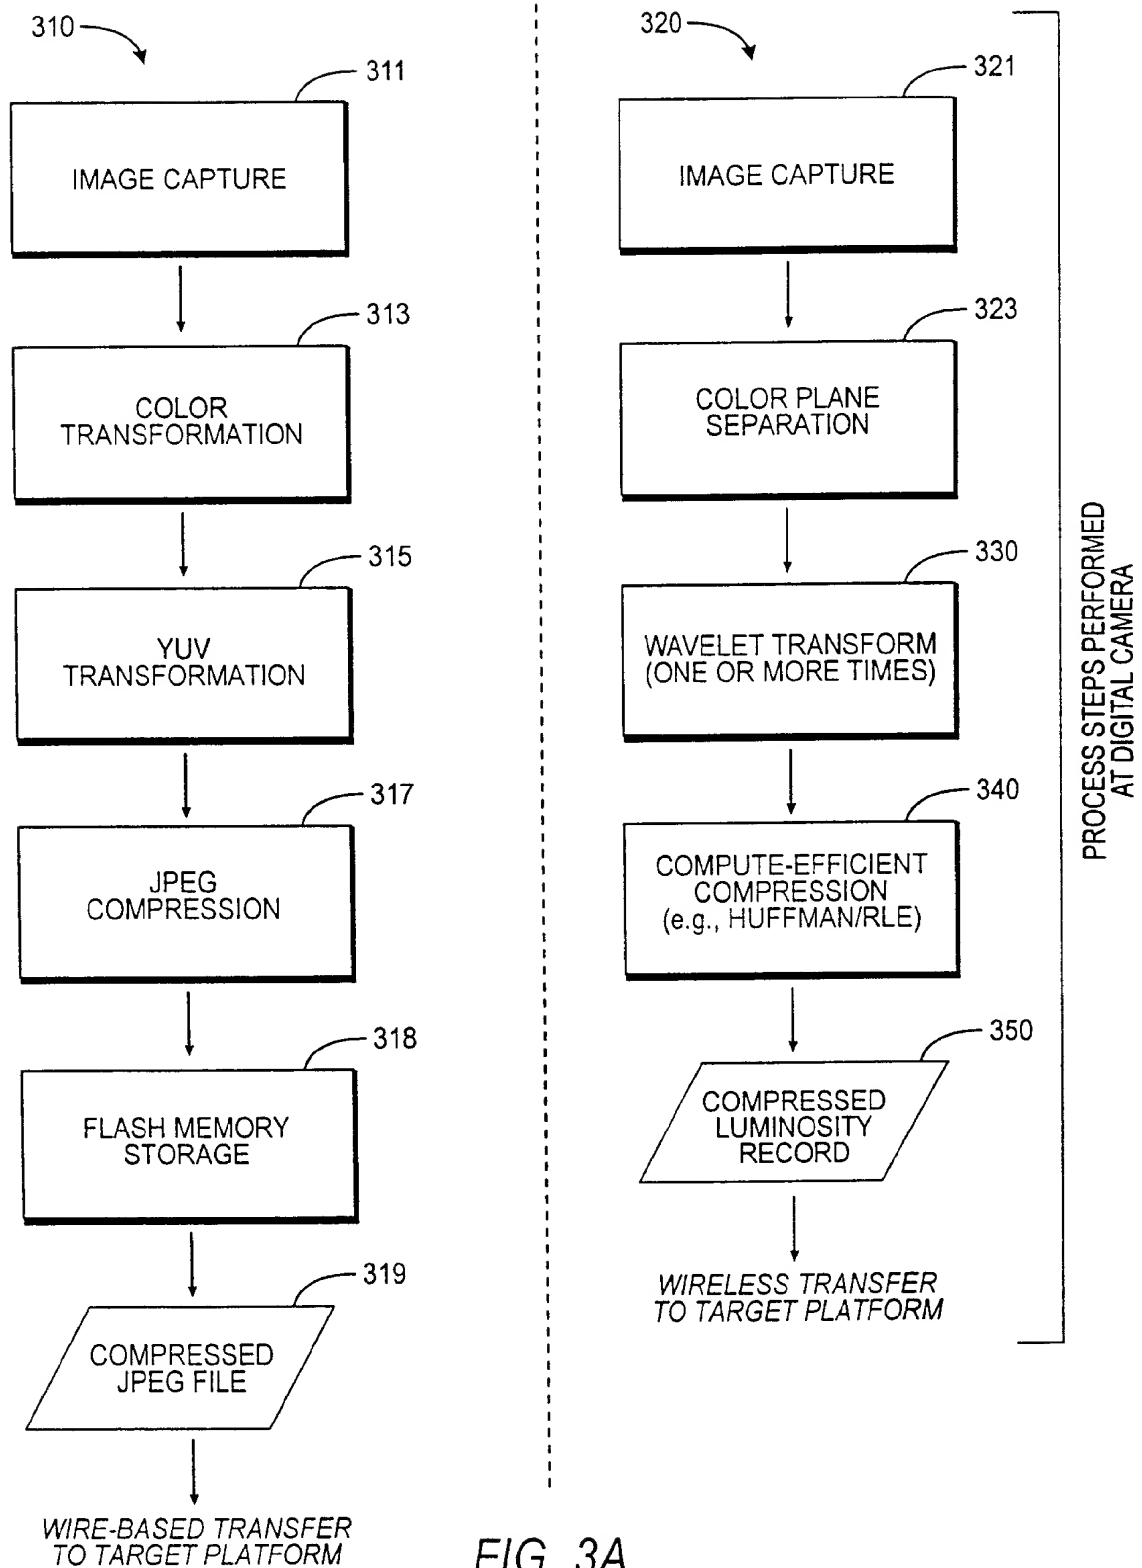 310
311
IMAGE CAPTURE
313
COLOR
TRANSFORMATION
315
YUV
TRANSFORMATION
317
JPEG
COMPRESSION
318
FLASH MEMORY
STORAGE
319
COMPRESSED
JPEG FILE
WIRE-BASED TRANSFER
TO TARGET PLATFORM
320
321
IMAGE CAPTURE
323
COLOR PLANE
SEPARATION
330
WAVELET TRANSFORM
(ONE OR MORE TIMES)
340
COMPUTE-EFFICIENT
COMPRESSION
(e.g., HUFFMAN/RLE)
350
COMPRESSED
LUMINOSITY
RECORD
WIRELESS TRANSFER
TO TARGET PLATFORM
PROCESS STEPS PERFORMED
AT DIGITAL CAMERA
FIG. 3A